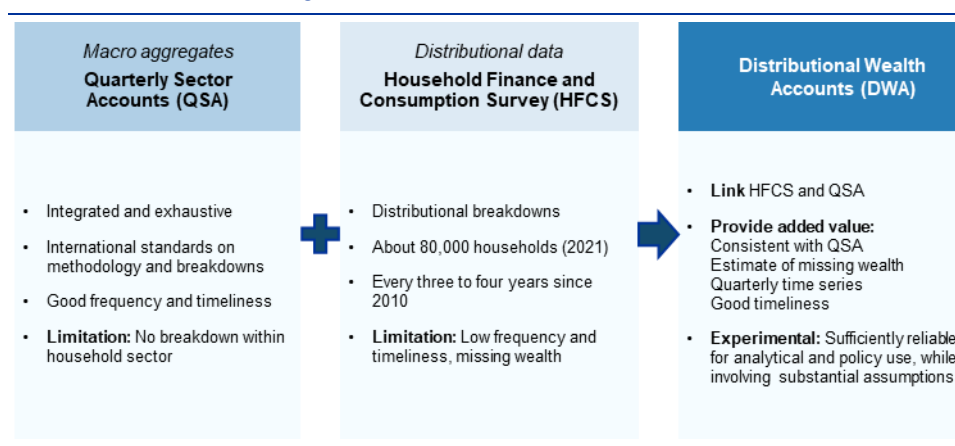 Macro aggregates
Quarterly Sector
Accounts (QSA)
• Integrated and exhaustive
• International standards on
methodology and breakdowns
• Good frequency and timeliness
• Limitation: No breakdown within
household sector
Distributional data
Household Finance and
Consumption Survey (HFCS)
• Distributional breakdowns
• About 80,000 households (2021)
• Every three to four years since
2010
• Limitation: Low frequency and
timeliness, missing wealth
Distributional Wealth
Accounts (DWA)
• Link HFCS and QSA
• Provide added value:
Consistent with QSA
Estimate of missing wealth
Quarterly time series
Good timeliness
• Experimental: Sufficiently reliable
for analytical and policy use, while
involving substantial assumptions